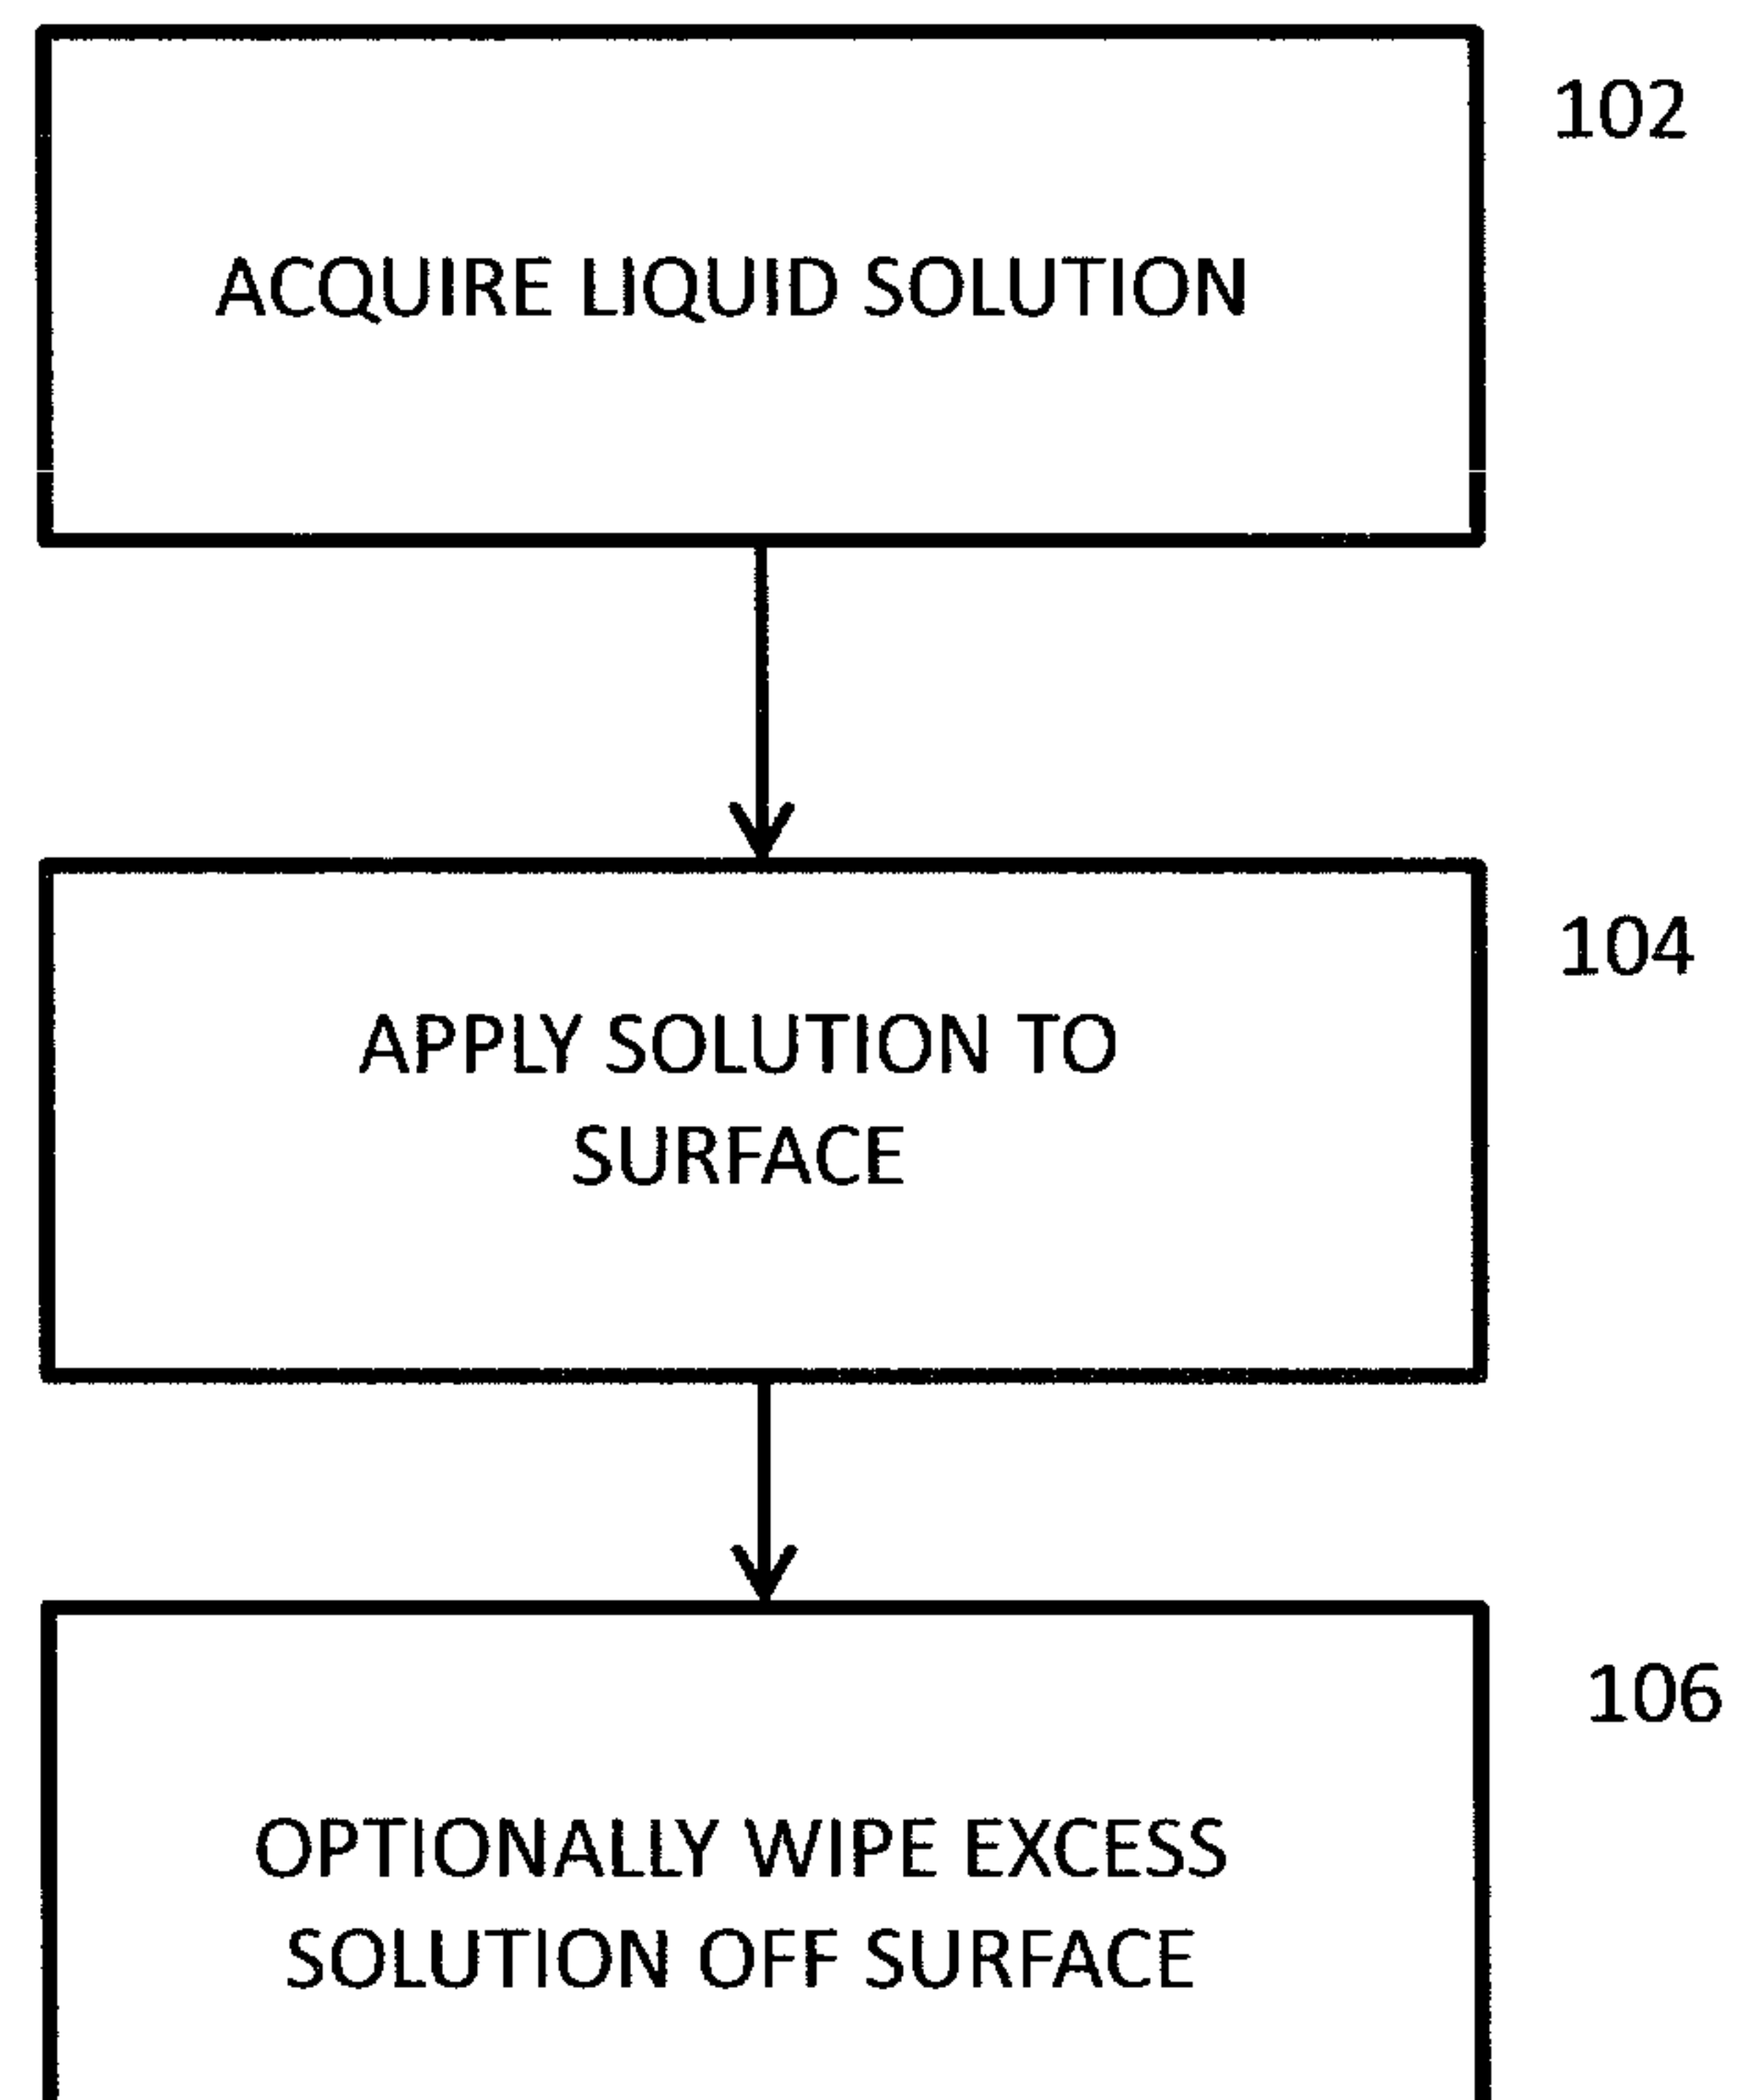 102
ACQUIRE LIQUID SOLUTION
104
APPLY SOLUTION TO
SURFACE
106
OPTIONALLY WIPE EXCESS
SOLUTION OFF SURFACE